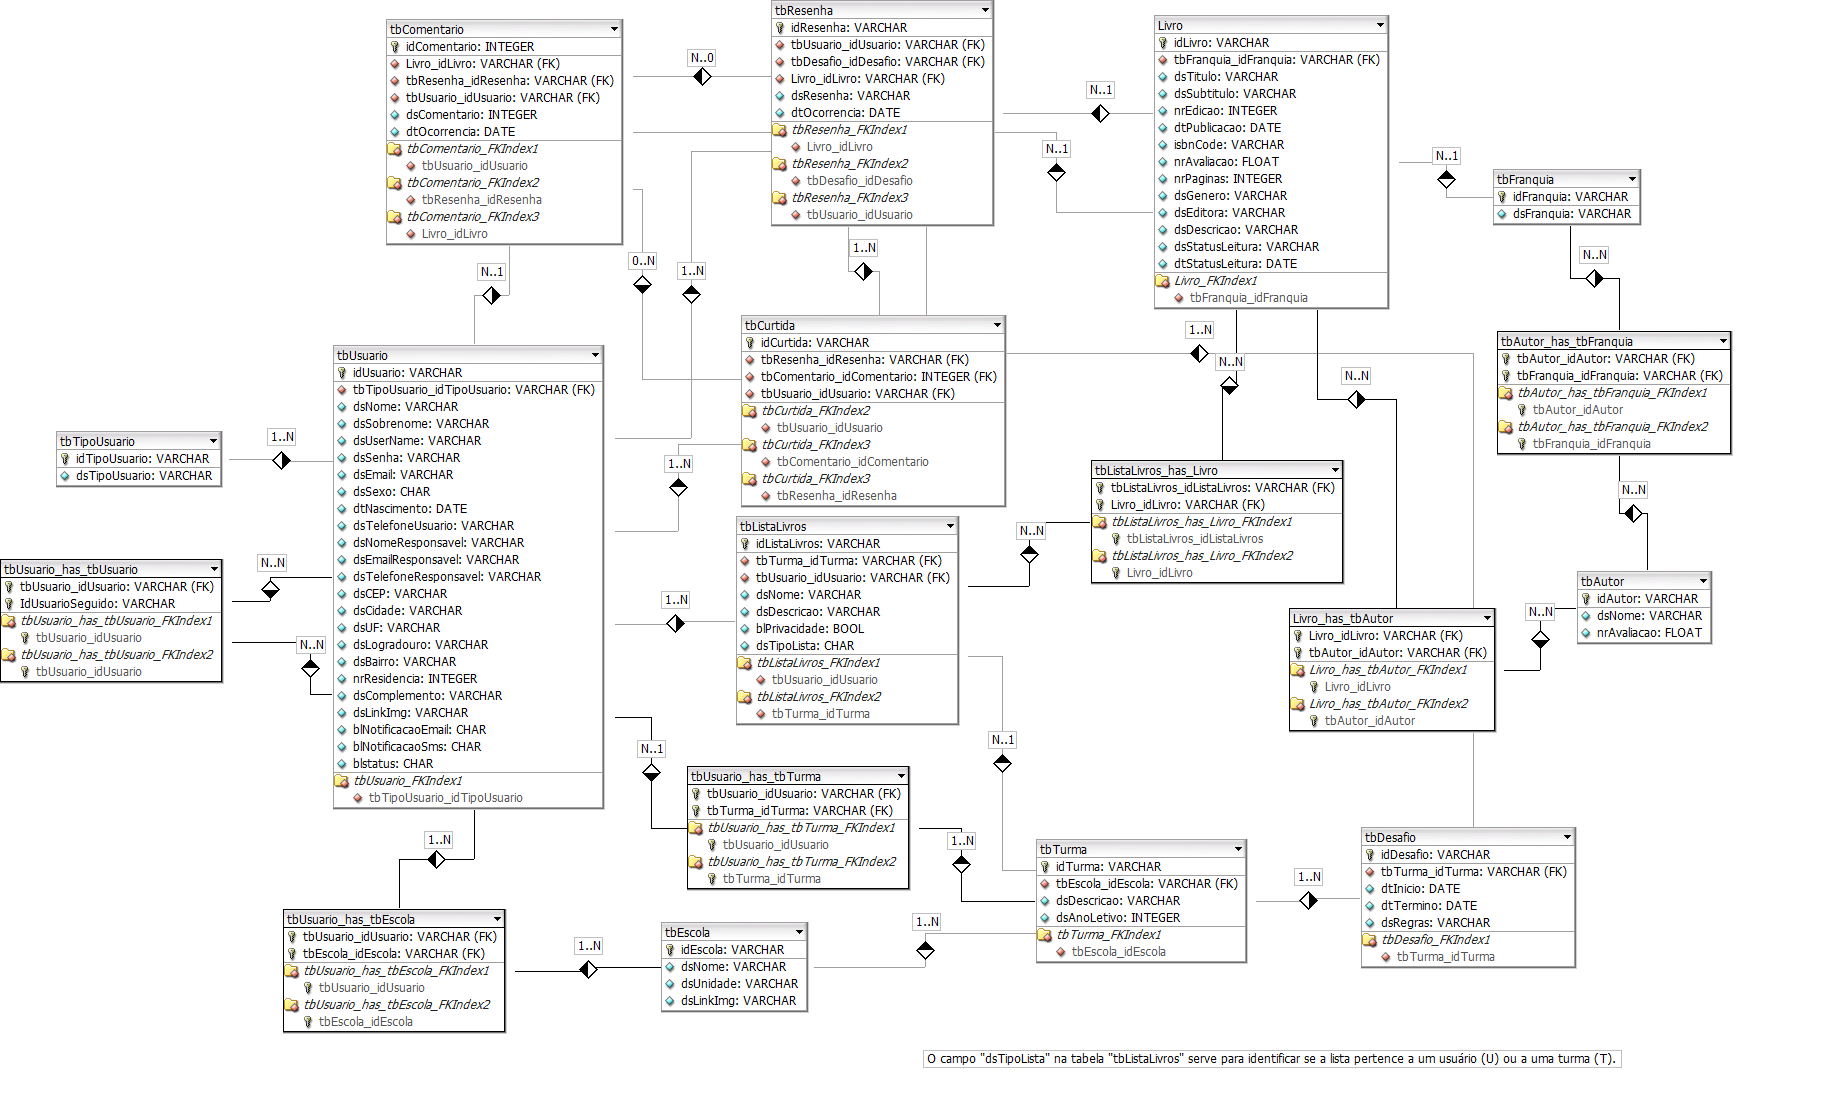 tbComentario
idComentario: INTEGER
Livro_idLivro: VARCHAR (FK)
tbResenha_idResenha: VARCHAR (FK)
tbUsuario_idUsuario: VARCHAR (FK)
dsComentario: INTEGER
dtOcorrencia: DATE
tbComentario_FKIndex1
tbUsuario_idUsuario
tbComentario_FKIndex2
tbResenha_idResenha
tbComentario_FKIndex3
Livro_idLivro
N..0
tbResenha
idResenha: VARCHAR
tbUsuario_idUsuario: VARCHAR (FK)
tbDesafio_idDesafio: VARCHAR (FK)
Livro_idLivro: VARCHAR (FK)
dsResenha: VARCHAR
dtOcorrencia: DATE
tbResenha_FKIndex1
Livro_idLivro
tbResenha_FKIndex2
tbDesafio_idDesafio
tbResenha_FKIndex3
tbUsuario_idUsuario
N..1
N..1
Livro
idLivro: VARCHAR
tbFranquia_idFranquia: VARCHAR (FK)
dsTitulo: VARCHAR
dsSubtitulo: VARCHAR
nrEdicao: INTEGER
dtPublicacao: DATE
isbnCode: VARCHAR
nrAvaliacao: FLOAT
nrPaginas: INTEGER
dsGenero: VARCHAR
dsEditora: VARCHAR
dsDescricao: VARCHAR
dsStatusLeitura: VARCHAR
dtStatusLeitura: DATE
Livro_FKIndex1
tbFranquia_idFranquia
N..1
tbFranquia
idFranquia: VARCHAR
dsFranquia: VARCHAR
N..N
N..1
0..N
1..N
1..N
tbCurtida
idCurtida: VARCHAR
tbResenha_idResenha: VARCHAR (FK)
tbComentario_idComentario: INTEGER (FK)
tbUsuario_idUsuario: VARCHAR (FK)
tbCurtida_FKIndex2
tbUsuario_idUsuario
tbCurtida_FKIndex3
tbComentario_idComentario
tbCurtida_FKIndex3
tbResenha_idResenha
1..N
N..N
N..N
tbAutor_has_tbFranquia
tbAutor_idAutor: VARCHAR (FK)
tbFranquia_idFranquia: VARCHAR (FK)
tbAutor_has_tbFranquia_FKIndex1
tbAutor_idAutor
tbAutor_has_tbFranquia_FKIndex2
tbFranquia_idFranquia
N..N
tbTipoUsuario
idTipoUsuario: VARCHAR
dsTipoUsuario: VARCHAR
1..N
tbUsuario
idUsuario: VARCHAR
tbTipoUsuario_idTipoUsuario: VARCHAR (FK)
dsNome: VARCHAR
dsSobrenome: VARCHAR
dsUserName: VARCHAR
dsSenha: VARCHAR
dsEmail: VARCHAR
dsSexo: CHAR
dtNascimento: DATE
dsTelefoneUsuario: VARCHAR
dsNomeResponsavel: VARCHAR
dsEmailResponsavel: VARCHAR
dsTelefoneResponsavel: VARCHAR
dsCEP: VARCHAR
dsCidade: VARCHAR
dsUF: VARCHAR
dsLogradouro: VARCHAR
dsBairro: VARCHAR
nrResidencia: INTEGER
dsComplemento: VARCHAR
dsLinkImg: VARCHAR
blNotificacaoEmail: CHAR
blNotificacaoSms: CHAR
blstatus: CHAR
tbUsuario_FKIndex1
tbTipoUsuario_idTipoUsuario
1..N
tbListaLivros
idListaLivros: VARCHAR
tbTurma_idTurma: VARCHAR (FK)
tbUsuario_idUsuario: VARCHAR (FK)
dsNome: VARCHAR
dsDescricao: VARCHAR
blPrivacidade: BOOL
dsTipoLista: CHAR
tbListaLivros_FKIndex1
tbUsuario_idUsuario
tbListaLivros_FKIndex2
tbTurma_idTurma
1..N
N..N
tbListaLivros_has_Livro
tbListaLivros_idListaLivros: VARCHAR (FK)
Livro_idLivro: VARCHAR (FK)
tbListaLivros_has_Livro_FKIndex1
tbListaLivros_idListaLivros
tbListaLivros_has_Livro_FKIndex2
Livro_idLivro
tbUsuario_has_tbUsuario
tbUsuario_idUsuario: VARCHAR (FK)
IdUsuarioSeguido: VARCHAR
tbUsuario_has_tbUsuario_FKIndex1
tbUsuario_idUsuario
tbUsuario_has_tbUsuario_FKIndex2
tbUsuario_idUsuario
N..N
N..N
Livro_has_tbAutor
Livro_idLivro: VARCHAR (FK)
tbAutor_idAutor: VARCHAR (FK)
Livro_has_tbAutor_FKIndex1
Livro_idLivro
Livro_has_tbAutor_FKIndex2
tbAutor_idAutor
N..N
tbAutor
idAutor: VARCHAR
dsNome: VARCHAR
nrAvaliacao: FLOAT
N..1
N..1
tbUsuario_has_tbTurma
tbUsuario_idUsuario: VARCHAR (FK)
tbTurma_idTurma: VARCHAR (FK)
tbUsuario_has_tbTurma_FKIndex1
tbUsuario_idUsuario
tbUsuario_has_tbTurma_FKIndex2
tbTurma_idTurma
1..N
tbTurma
idTurma: VARCHAR
tbEscola_idEscola: VARCHAR (FK)
dsDescricao: VARCHAR
dsAnoLetivo: INTEGER
tbTurma_FKIndex1
tbEscola_idEscola
1..N
tbDesafio
idDesafio: VARCHAR
tbTurma_idTurma: VARCHAR (FK)
dtInicio: DATE
dtTermino: DATE
dsRegras: VARCHAR
tbDesafio_FKIndex1
tbTurma_idTurma
1..N
tbUsuario_has_tbEscola
tbUsuario_idUsuario: VARCHAR (FK)
tbEscola_idEscola: VARCHAR (FK)
tbUsuario_has_tbEscola_FKIndex1
tbUsuario_idUsuario
tbUsuario_has_tbEscola_FKIndex2
tbEscola_idEscola
1..N
tbEscola
idEscola: VARCHAR
dsNome: VARCHAR
dsUnidade: VARCHAR
dsLinkImg: VARCHAR
1..N
O campo "dsTipoLista" na tabela "tbListaLivros" serve para identificar se a lista pertence a um usuário (U) ou a uma turma (T).